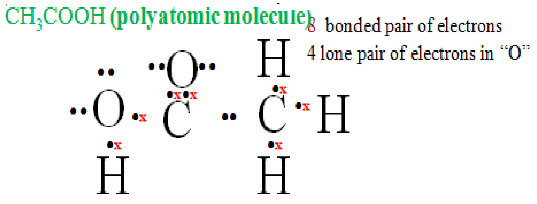 CH₃COOH (polyatomic molecule)
8 bonded pair of electrons
4 lone pair of electrons in “O”
•• ••O•• H
••O •x C •• C •x H
•x •x •x •x
H H